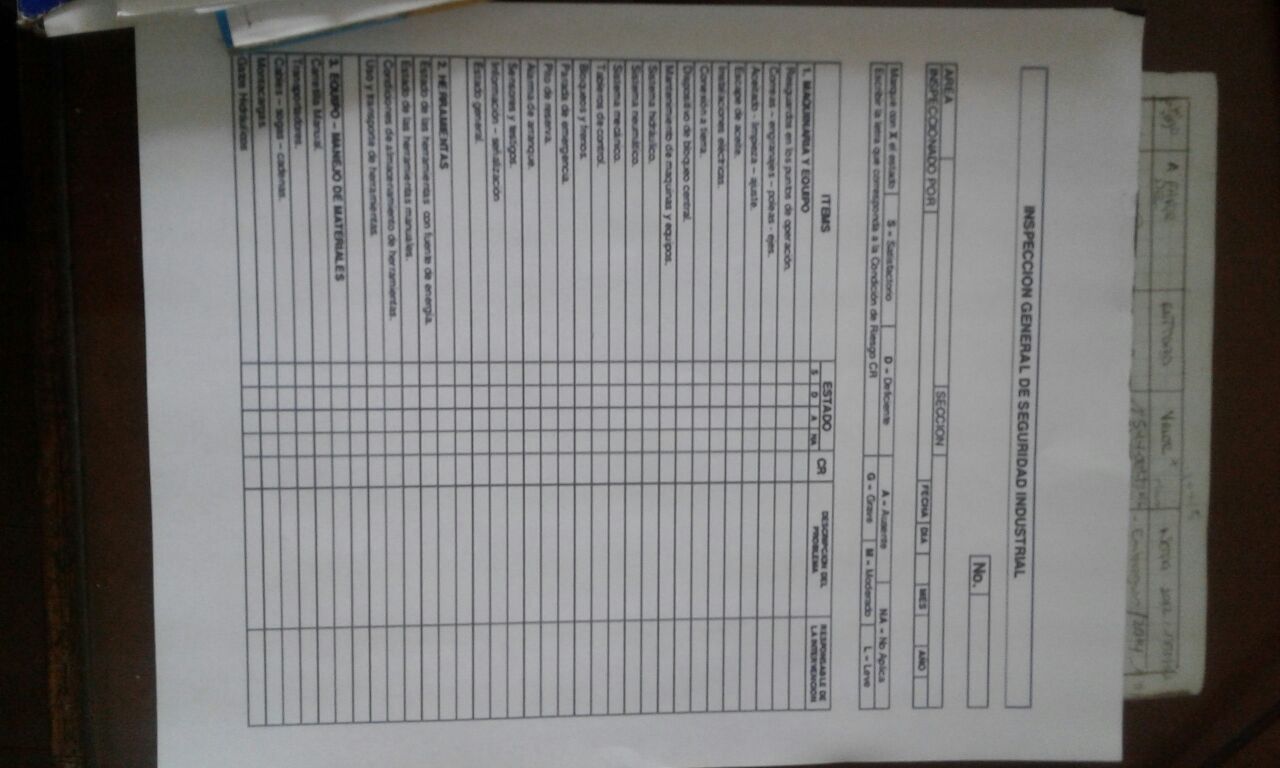 A
VALOR
INSPECCION GENERAL DE SEGURIDAD INDUSTRIAL
No.
AREA SECCION
INSPECCIONADO POR FECHA DIA MES AÑO
Marque con X el estado S = Satisfactorio D = Deficiente A = Ausente NA = No Aplica
Escribir la letra que corresponda a la Condición de Riesgo CR G = Grave M = Moderado L = Leve
ITEMS ESTADO CR DESCRIPCION DEL PROBLEMA RESPONSABLE DE LA INTERVENCION
S D A NA
1. MAQUINARIA Y EQUIPO
Resguardos en los puntos de operación.
Correas – engranajes – poleas - ejes.
Aceitado - limpieza – ajuste.
Escape de aceite.
Instalaciones eléctricas.
Conexión a tierra.
Dispositivo de bloqueo central.
Mantenimiento de maquinas y equipos.
Sistema hidráulico.
Sistema neumático.
Sistema mecánico.
Tableros de control.
Bloqueos y frenos.
Parada de emergencia.
Pito de reserva.
Alarma de arranque.
Sensores y testigos.
Información – señalización
Estado general.
2. HERRAMIENTAS
Estado de las herramientas con fuente de energía.
Estado de las herramientas manuales.
Condiciones de almacenamiento de herramientas.
Uso y transporte de herramientas.
3. EQUIPO – MANEJO DE MATERIALES
Carretilla Manual.
Transportadores.
Cables – sogas – cadenas.
Montacargas.
Gatos Hidráulicos